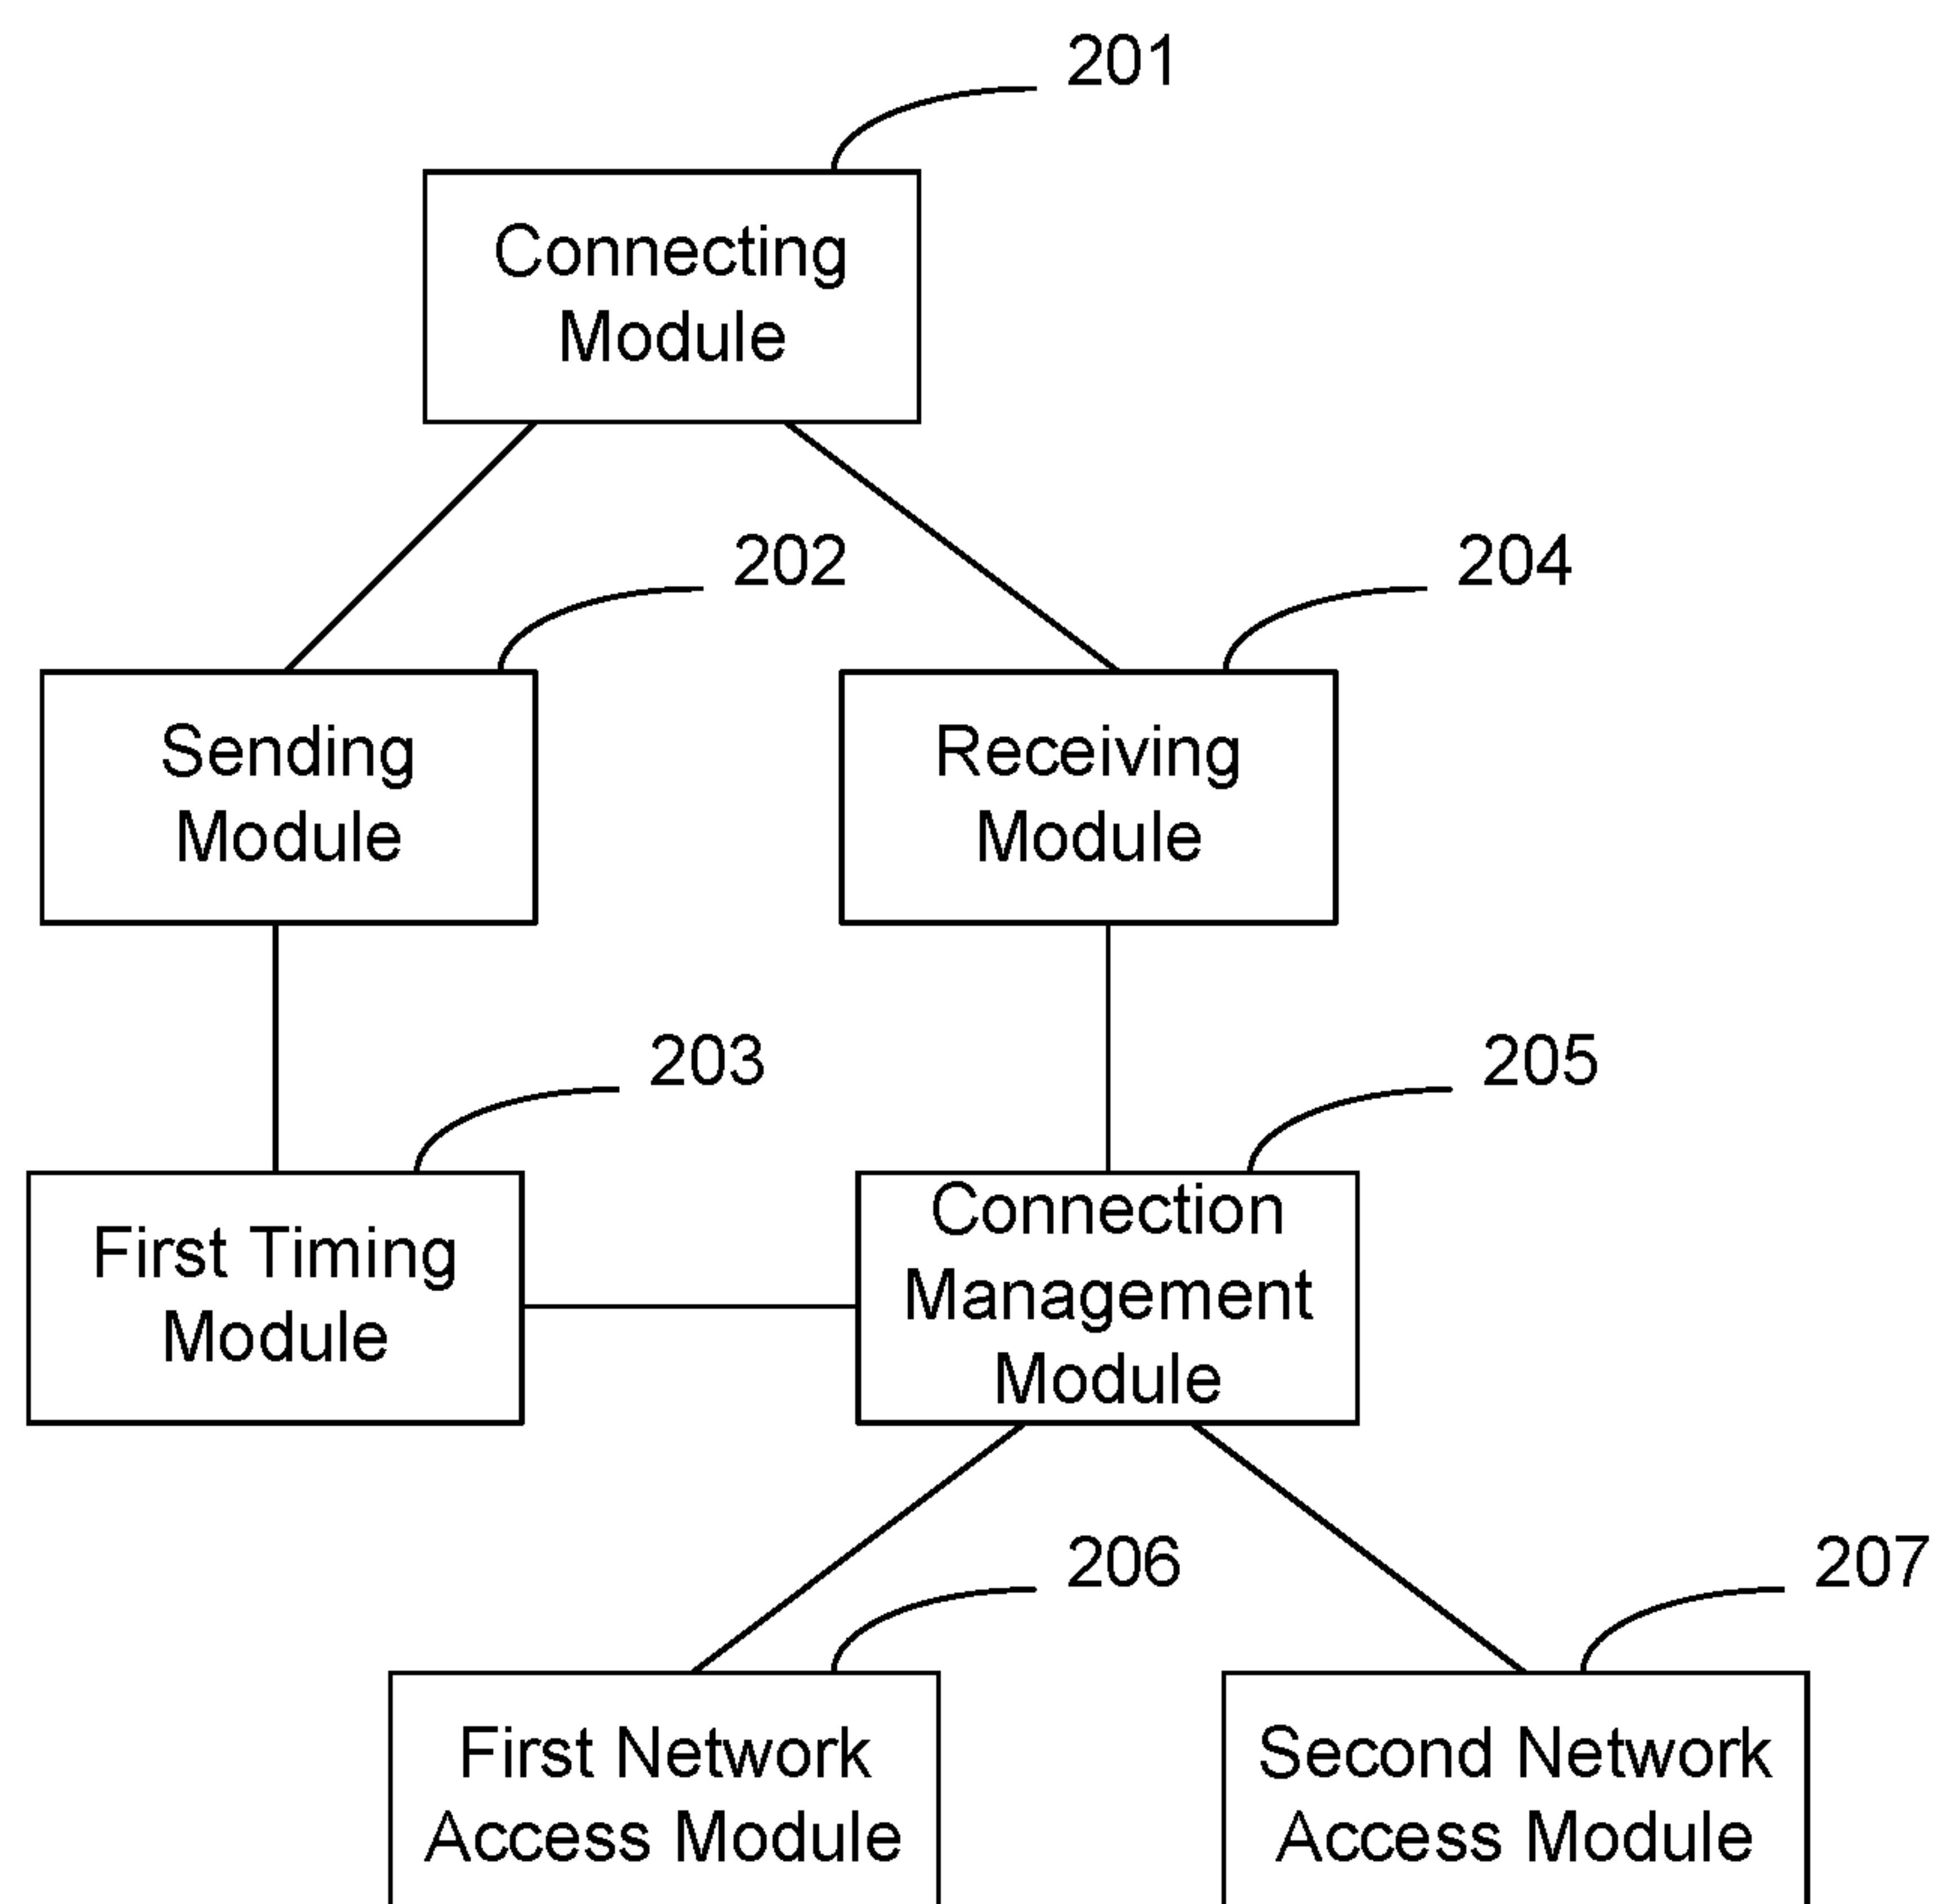 201
Connecting
Module
202
204
Sending
Module
Receiving
Module
203
205
First Timing
Module
Connection
Management
Module
206
207
First Network
Access Module
Second Network
Access Module